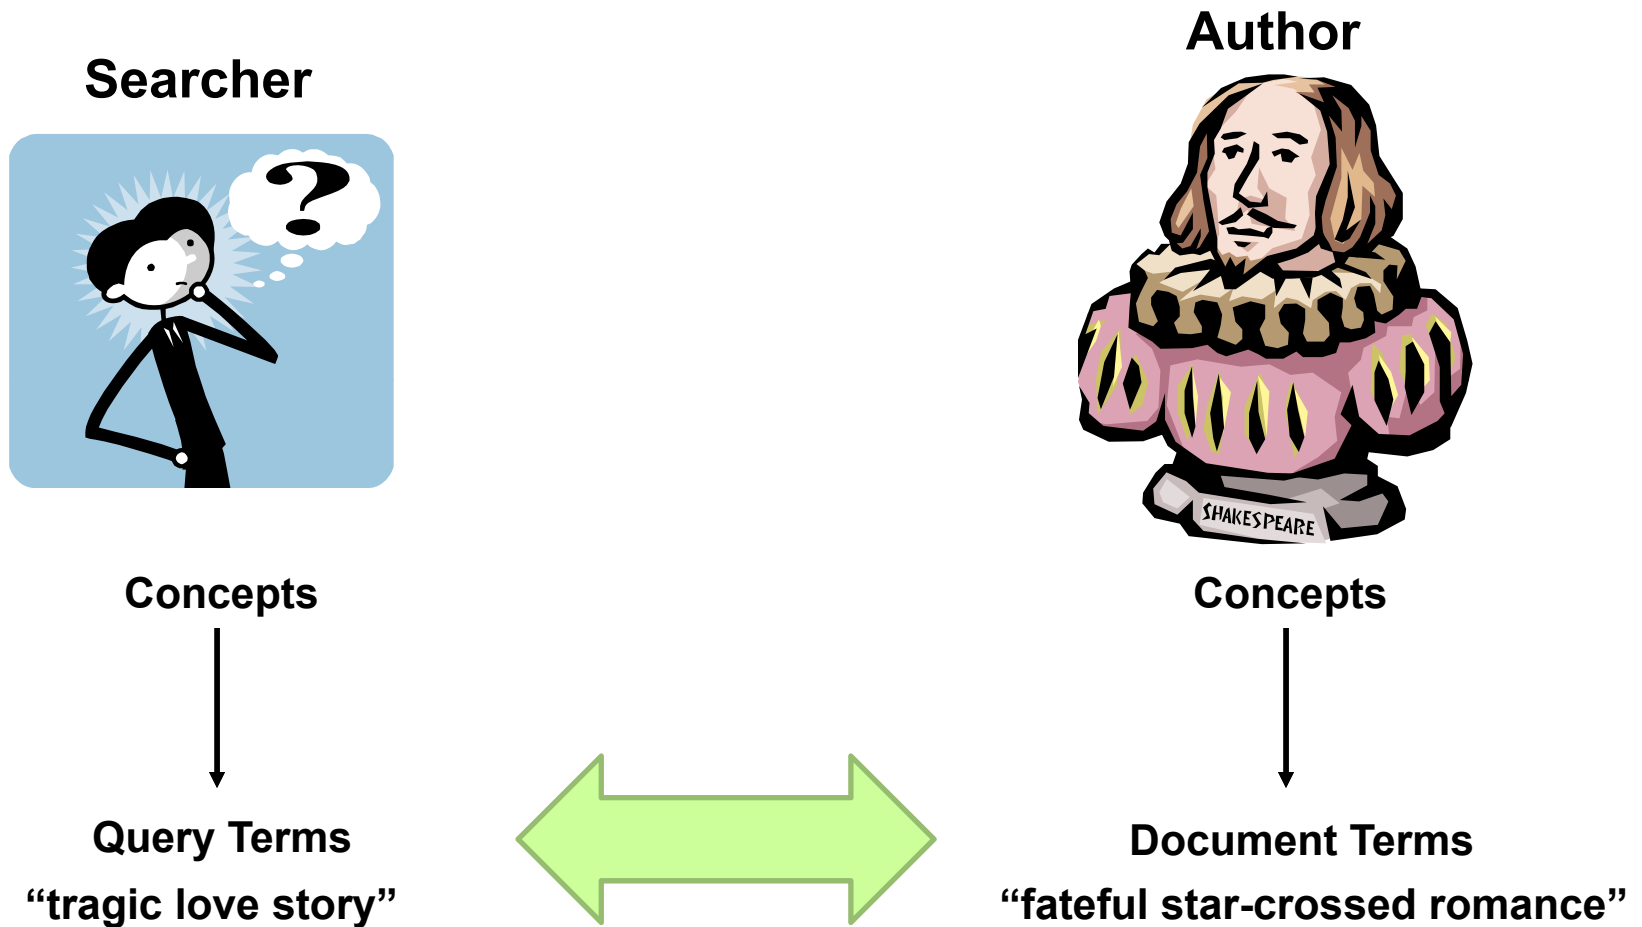 Searcher
Author
?
SHAKESPEARE
Concepts
Concepts
Query Terms
“tragic love story”
Document Terms
“fateful star-crossed romance”